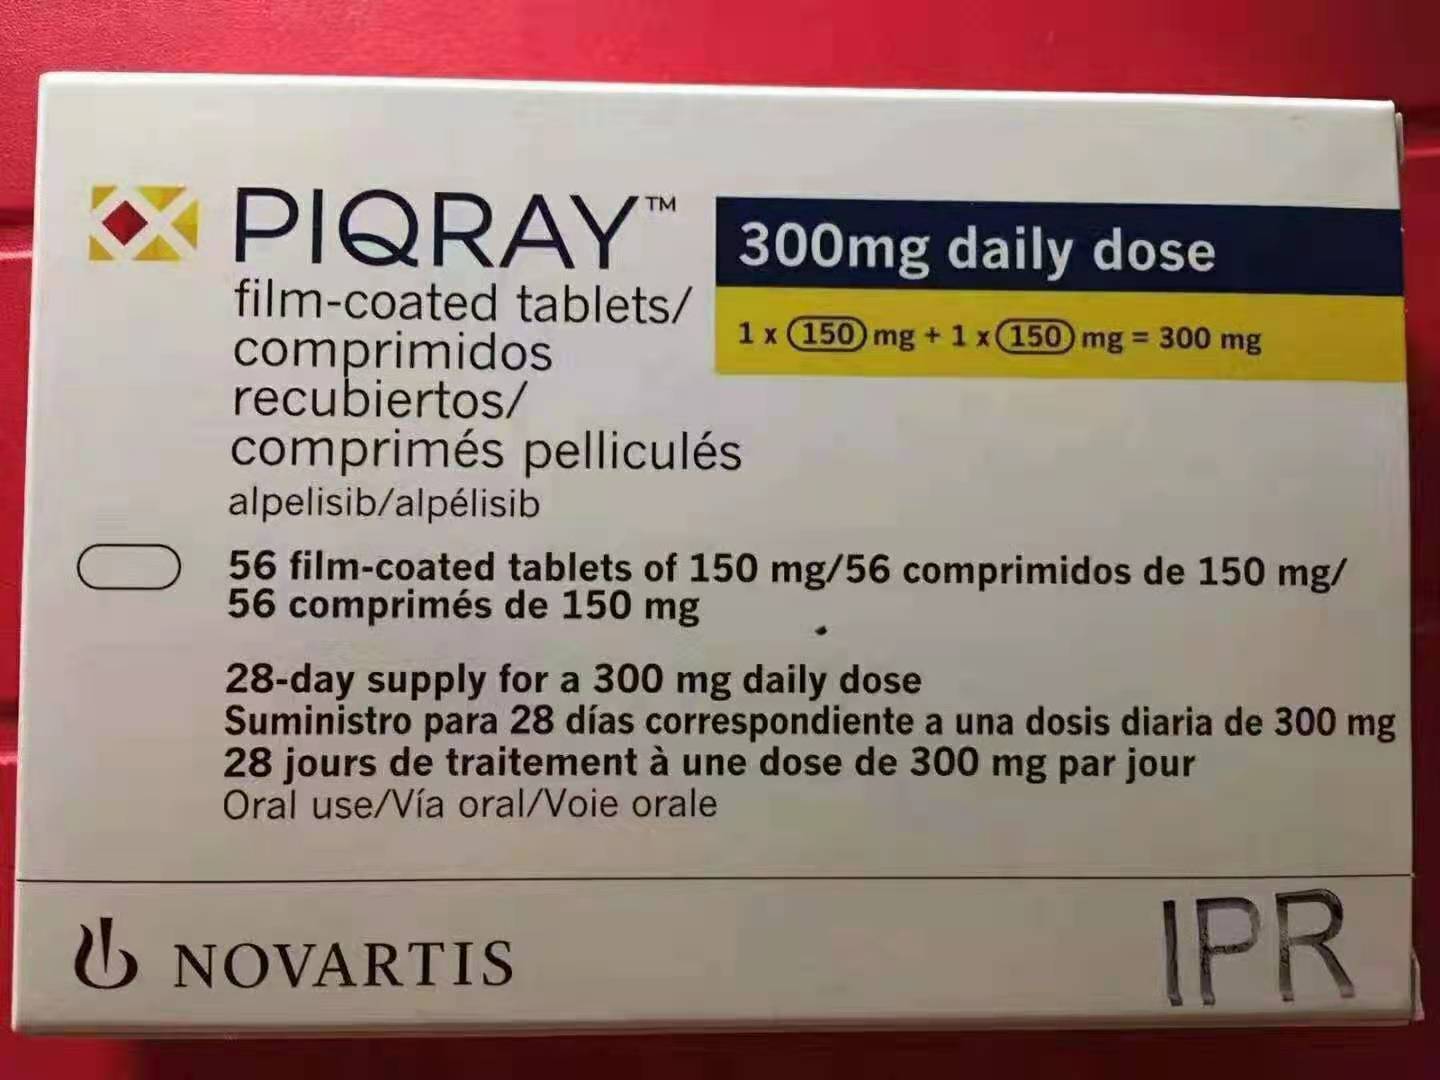 PIQRAY™
film-coated tablets/
comprimidos
recubiertos/
comprimés pelliculés
alpelisib/alpélisib
300mg daily dose
1 x 150 mg + 1 x 150 mg = 300 mg
56 film-coated tablets of 150 mg/56 comprimidos de 150 mg/
56 comprimés de 150 mg
28-day supply for a 300 mg daily dose
Suministro para 28 días correspondiente a una dosis diaria de 300 mg
28 jours de traitement à une dose de 300 mg par jour
Oral use/Vía oral/Voie orale
NOVARTIS
IPR